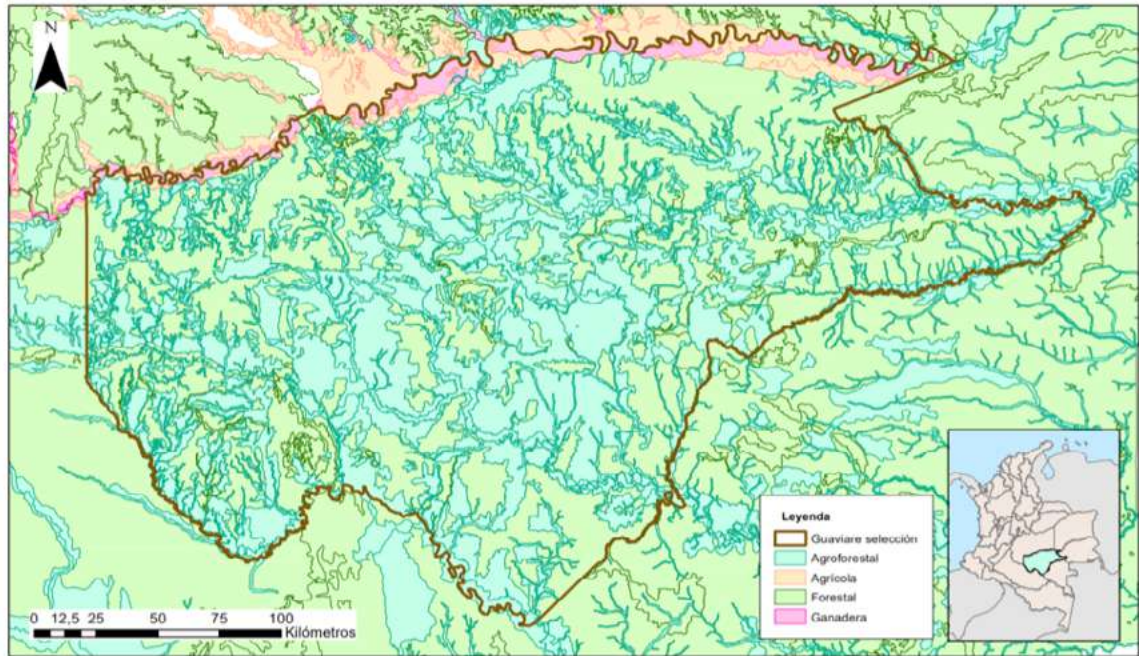 N
Leyenda
Guaviare selección
Agroforestal
Agrícola
Forestal
Ganadera
0 12,5 25 50 75 100
Kilómetros